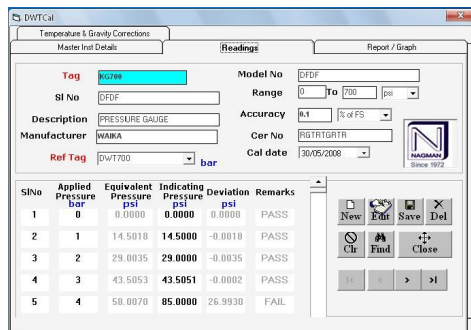 DWTCal
Temperature & Gravity Corrections
Master Inst Details
Readings
Report / Graph
Tag KG700
Model No DFDF
Sl No DFDF
Range 0 To 700 psi
Description PRESSURE GAUGE
Accuracy 0.1 % of FS
Manufacturer WAIKA
Cer No RGTRTGRTR
Ref Tag DWT700 bar
Cal date 30/05/2008
NAGMAN
Since 1972
SlNo Applied Pressure bar Equivalent Pressure psi Indicating Pressure psi Deviation psi Remarks
1 0 0.0000 0.0000 0.0000 PASS
2 1 14.5018 14.5000 -0.0018 PASS
3 2 29.0035 29.0000 -0.0035 PASS
4 3 43.5053 43.5051 -0.0002 PASS
5 4 58.0070 85.0000 26.9930 FAIL
New Edit Save Del
Clr Find Close